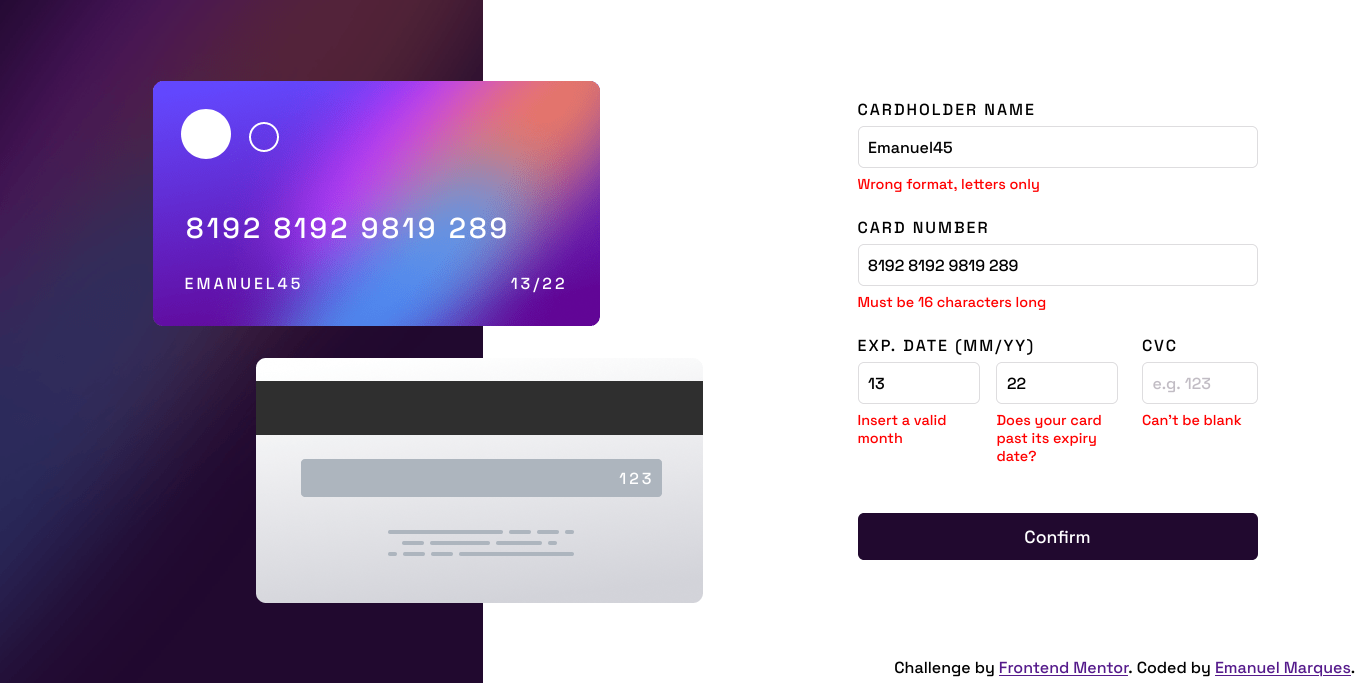 8192 8192 9819 289
EMANUEL45 13/22
123
CARDHOLDER NAME
Emanuel45
Wrong format, letters only
CARD NUMBER
8192 8192 9819 289
Must be 16 characters long
EXP. DATE (MM/YY)
13 22
Insert a valid
month
Does your card
past its expiry
date?
CVC
e.g. 123
Can't be blank
Confirm
Challenge by Frontend Mentor. Coded by Emanuel Marques.